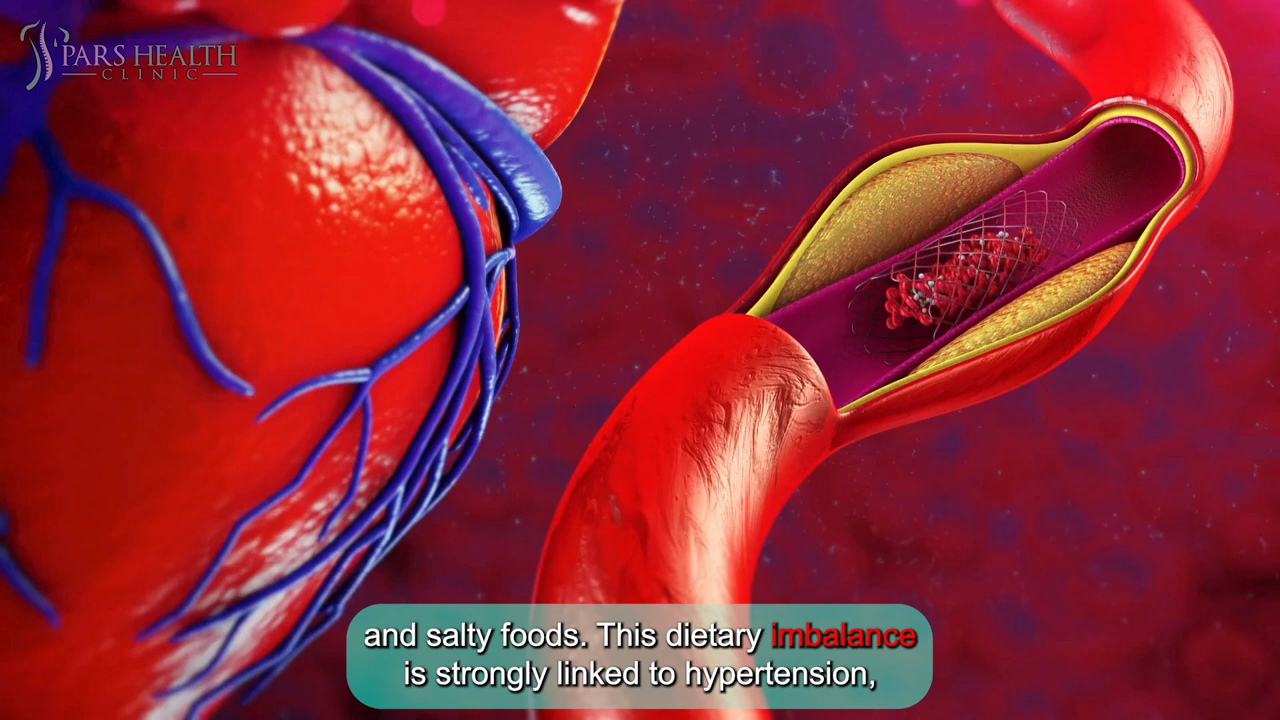 PARS HEALTH
CLINIC
and salty foods. This dietary imbalance
is strongly linked to hypertension,